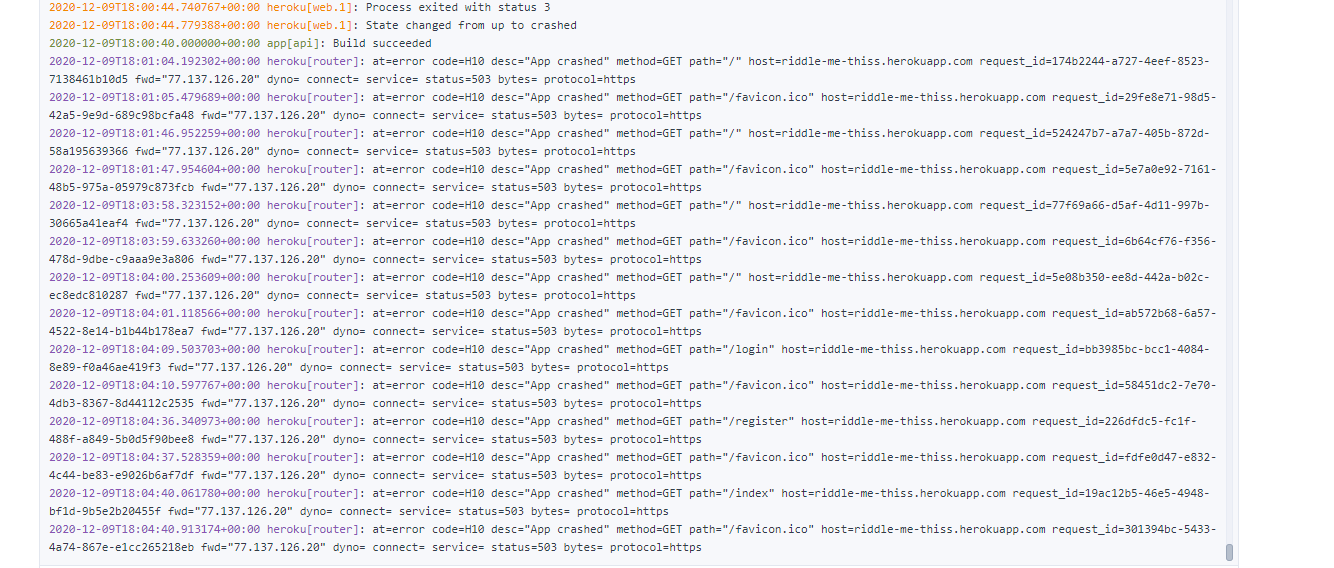 2020-12-09T18:00:44.740767+00:00 heroku[web.1]: Process exited with status 3
2020-12-09T18:00:44.779388+00:00 heroku[web.1]: State changed from up to crashed
2020-12-09T18:00:40.000000+00:00 app[api]: Build succeeded
2020-12-09T18:01:04.192302+00:00 heroku[router]: at=error code=H10 desc="App crashed" method=GET path="/" host=riddle-me-thiss.herokuapp.com request_id=174b2244-a727-4eef-8523-
7138461b10d5 fwd="77.137.126.20" dyno= connect= service= status=503 bytes= protocol=https
2020-12-09T18:01:05.479689+00:00 heroku[router]: at=error code=H10 desc="App crashed" method=GET path="/favicon.ico" host=riddle-me-thiss.herokuapp.com request_id=29fe8e71-98d5-
42a5-9e9d-689c98bcfa48 fwd="77.137.126.20" dyno= connect= service= status=503 bytes= protocol=https
2020-12-09T18:01:46.952259+00:00 heroku[router]: at=error code=H10 desc="App crashed" method=GET path="/" host=riddle-me-thiss.herokuapp.com request_id=524247b7-a7a7-405b-872d-
58a195639366 fwd="77.137.126.20" dyno= connect= service= status=503 bytes= protocol=https
2020-12-09T18:01:47.954604+00:00 heroku[router]: at=error code=H10 desc="App crashed" method=GET path="/favicon.ico" host=riddle-me-thiss.herokuapp.com request_id=5e7a0e92-7161-
48b5-975a-05979c873fcb fwd="77.137.126.20" dyno= connect= service= status=503 bytes= protocol=https
2020-12-09T18:03:58.323152+00:00 heroku[router]: at=error code=H10 desc="App crashed" method=GET path="/" host=riddle-me-thiss.herokuapp.com request_id=77f69a66-d5af-4d11-997b-
30665a41eaf4 fwd="77.137.126.20" dyno= connect= service= status=503 bytes= protocol=https
2020-12-09T18:03:59.633260+00:00 heroku[router]: at=error code=H10 desc="App crashed" method=GET path="/favicon.ico" host=riddle-me-thiss.herokuapp.com request_id=6b64cf76-f356-
478d-9dbe-c9aaa9e3a806 fwd="77.137.126.20" dyno= connect= service= status=503 bytes= protocol=https
2020-12-09T18:04:00.253609+00:00 heroku[router]: at=error code=H10 desc="App crashed" method=GET path="/" host=riddle-me-thiss.herokuapp.com request_id=5e08b350-ee8d-442a-b02c-
ec8edc810287 fwd="77.137.126.20" dyno= connect= service= status=503 bytes= protocol=https
2020-12-09T18:04:01.118566+00:00 heroku[router]: at=error code=H10 desc="App crashed" method=GET path="/favicon.ico" host=riddle-me-thiss.herokuapp.com request_id=ab572b68-6a57-
4522-8e14-b1b44b178ea7 fwd="77.137.126.20" dyno= connect= service= status=503 bytes= protocol=https
2020-12-09T18:04:09.503703+00:00 heroku[router]: at=error code=H10 desc="App crashed" method=GET path="/login" host=riddle-me-thiss.herokuapp.com request_id=bb3985bc-bcc1-4084-
8e89-f0a46ae419f3 fwd="77.137.126.20" dyno= connect= service= status=503 bytes= protocol=https
2020-12-09T18:04:10.597767+00:00 heroku[router]: at=error code=H10 desc="App crashed" method=GET path="/favicon.ico" host=riddle-me-thiss.herokuapp.com request_id=58451dc2-7e70-
4db3-8367-8d44112c2535 fwd="77.137.126.20" dyno= connect= service= status=503 bytes= protocol=https
2020-12-09T18:04:36.340973+00:00 heroku[router]: at=error code=H10 desc="App crashed" method=GET path="/register" host=riddle-me-thiss.herokuapp.com request_id=226dfdc5-fc1f-
488f-a849-5b0d5f90bee8 fwd="77.137.126.20" dyno= connect= service= status=503 bytes= protocol=https
2020-12-09T18:04:37.528359+00:00 heroku[router]: at=error code=H10 desc="App crashed" method=GET path="/favicon.ico" host=riddle-me-thiss.herokuapp.com request_id=fdfe0d47-e832-
4c44-be83-e9026b6af7df fwd="77.137.126.20" dyno= connect= service= status=503 bytes= protocol=https
2020-12-09T18:04:40.061780+00:00 heroku[router]: at=error code=H10 desc="App crashed" method=GET path="/index" host=riddle-me-thiss.herokuapp.com request_id=19ac12b5-46e5-4948-
bf1d-9b5e2b20455f fwd="77.137.126.20" dyno= connect= service= status=503 bytes= protocol=https
2020-12-09T18:04:40.913174+00:00 heroku[router]: at=error code=H10 desc="App crashed" method=GET path="/favicon.ico" host=riddle-me-thiss.herokuapp.com request_id=301394bc-5433-
4a74-867e-e1cc265218eb fwd="77.137.126.20" dyno= connect= service= status=503 bytes= protocol=https